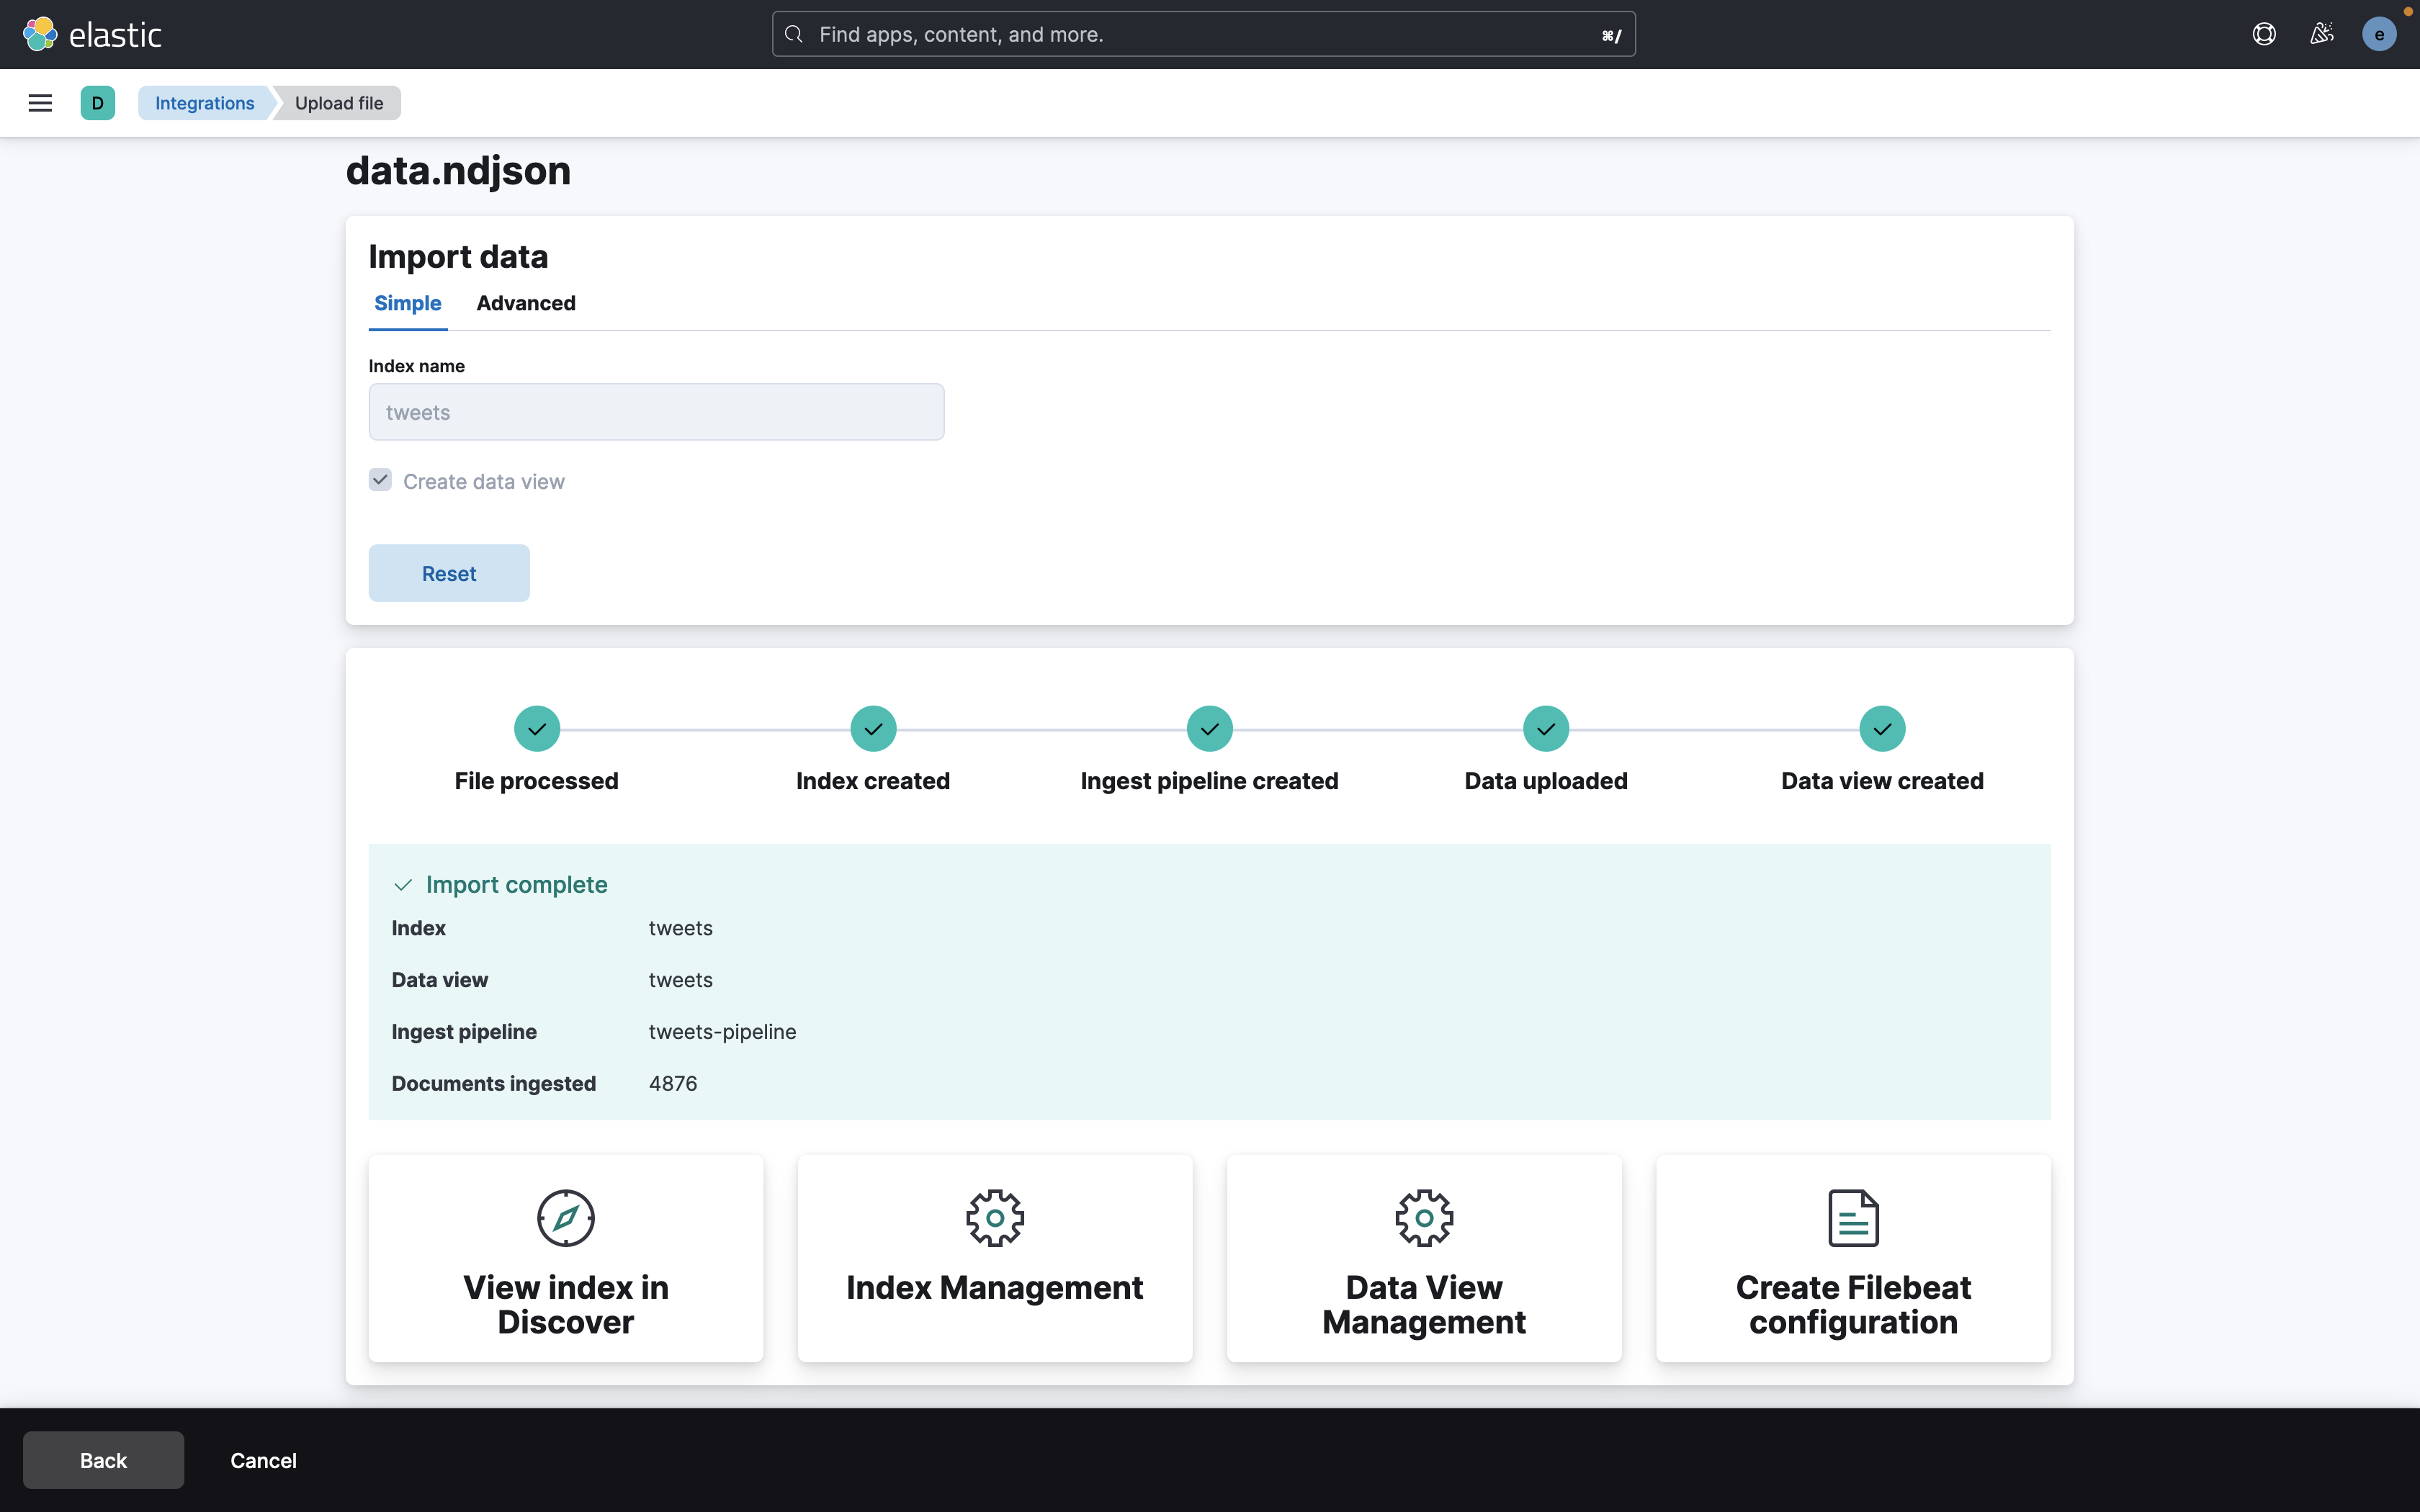 elastic
Find apps, content, and more.
⌘/
e
D
Integrations
Upload file
data.ndjson
Import data
Simple
Advanced
Index name
tweets
Create data view
Reset
File processed
Index created
Ingest pipeline created
Data uploaded
Data view created
Import complete
Index tweets
Data view tweets
Ingest pipeline tweets-pipeline
Documents ingested 4876
View index in
Discover
Index Management
Data View
Management
Create Filebeat
configuration
Back
Cancel